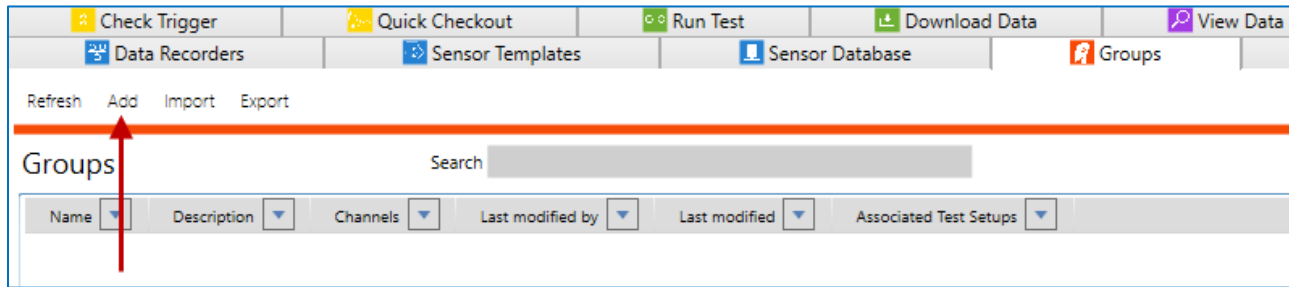 Check Trigger Quick Checkout Run Test Download Data View Data
Data Recorders Sensor Templates Sensor Database Groups
Refresh Add Import Export
Groups Search
Name Description Channels Last modified by Last modified Associated Test Setups